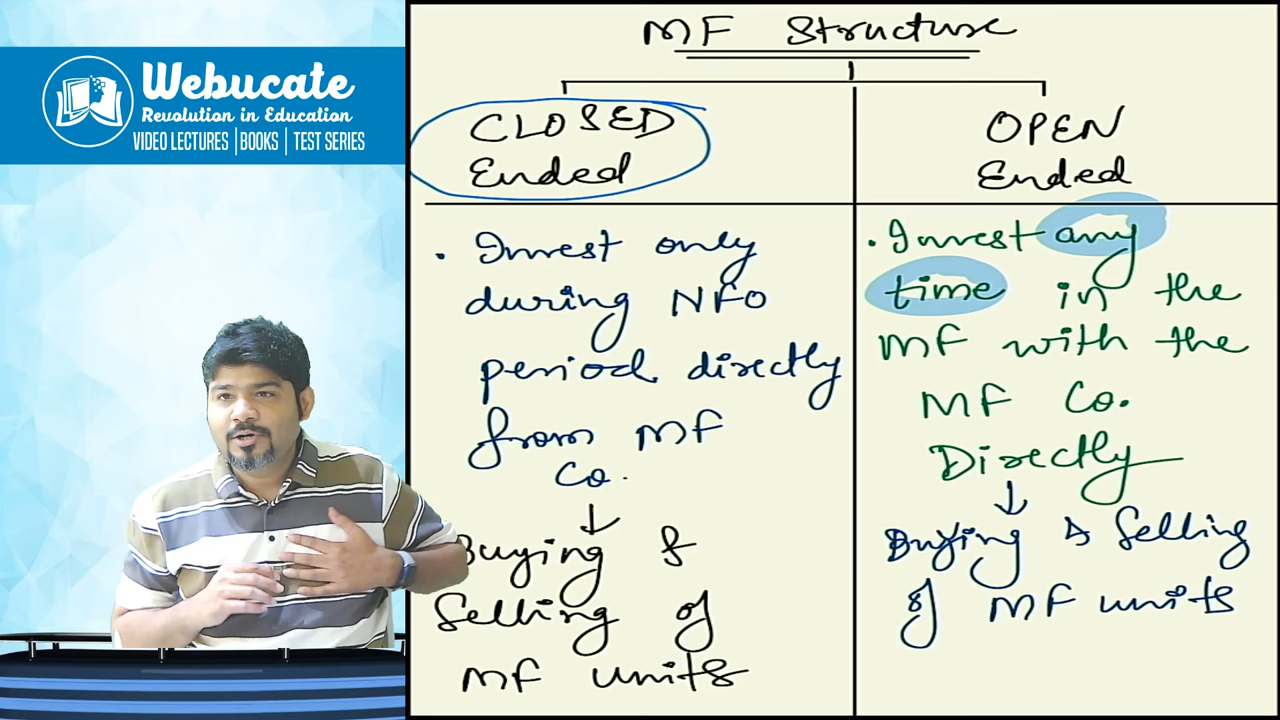 Webucate
Revolution in Education
VIDEO LECTURES | BOOKS | TEST SERIES
MF Structure
CLOSED
Ended
• Invest only
during NFO
period directly
from MF
Co.
↓
Buying &
Selling of
MF units
OPEN
Ended
• Invest any
time in the
MF with the
MF Co.
Directly
↓
Buying & Selling
of MF units